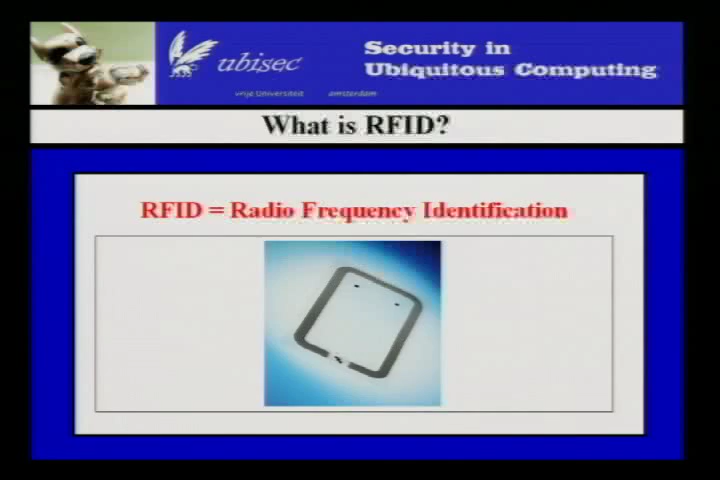 ubisec
vrije Universiteit amsterdam
Security in
Ubiquitous Computing
What is RFID?
RFID = Radio Frequency Identification